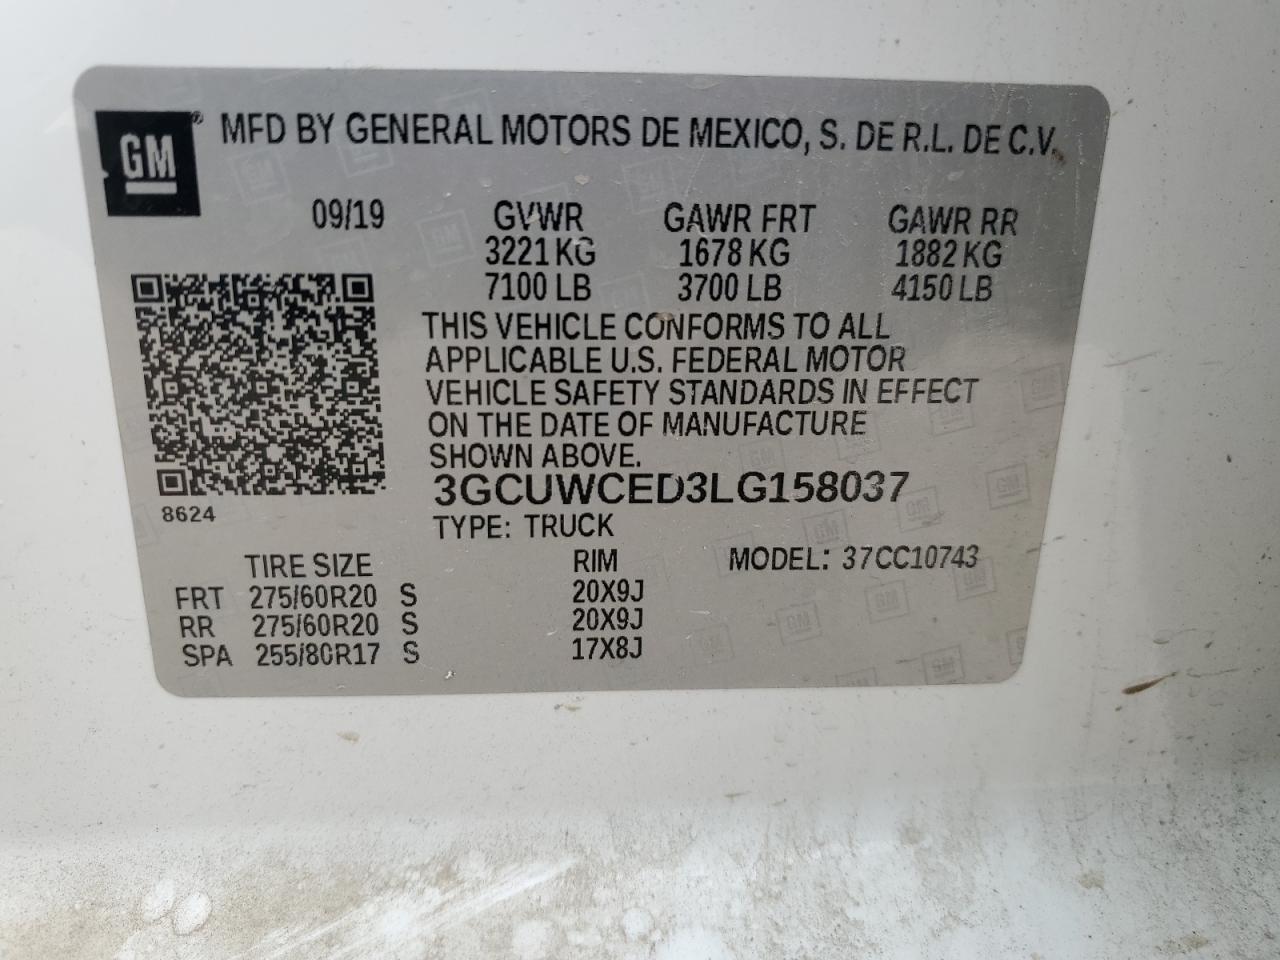 GM® MFD BY GENERAL MOTORS DE MEXICO, S. DE R.L. DE C.V.
09/19 GVWR GAWR FRT GAWR RR
3221 KG 1678 KG 1882 KG
7100 LB 3700 LB 4150 LB
THIS VEHICLE CONFORMS TO ALL
APPLICABLE U.S. FEDERAL MOTOR
VEHICLE SAFETY STANDARDS IN EFFECT
ON THE DATE OF MANUFACTURE
SHOWN ABOVE.
3GCUWCED3LG158037
8624
TYPE: TRUCK
TIRE SIZE RIM MODEL: 37CC10743
FRT 275/60R20 S 20X9J
RR 275/60R20 S 20X9J
SPA 255/80R17 S 17X8J